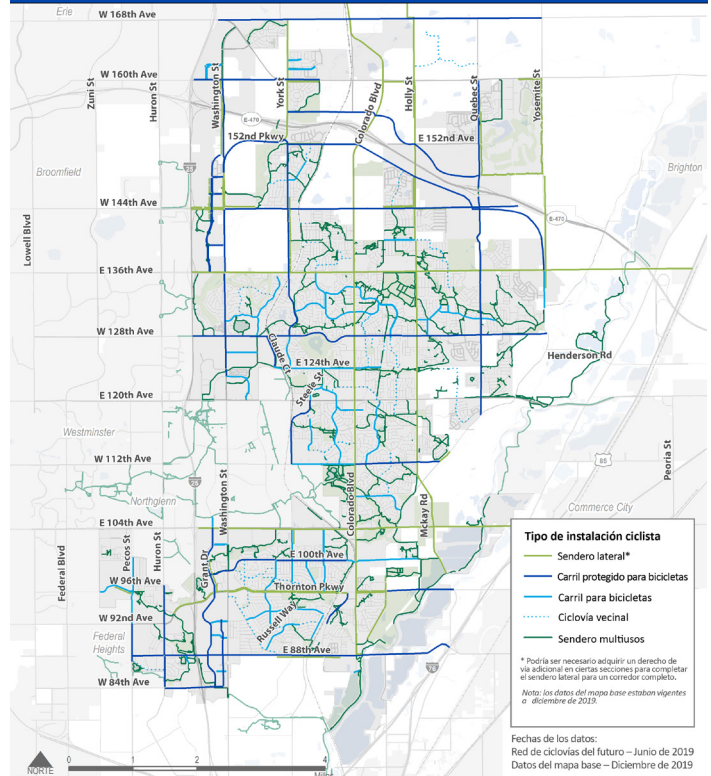 Erie
W 168th Ave
W 160th Ave
Zuni St
Huron St
Washington St
York St
Colorado Blvd
Holly St
Quebec St
Yosemite St
E-470
152nd Pkwy
E 152nd Ave
Broomfield
25
Brighton
W 144th Ave
E-470
Lowell Blvd
E 136th Ave
W 128th Ave
Claude Ct
E 124th Ave
Henderson Rd
Steele St
E 120th Ave
Westminster
W 112th Ave
85
Peoria St
Northglenn
Washington St
Colorado Blvd
Mckay Rd
Commerce City
E 104th Ave
Federal Blvd
Pecos St
Huron St
Grant Dr
E 100th Ave
W 96th Ave
Thornton Pkwy
W 92nd Ave
Russell Way
Federal
Heights
E 88th Ave
76
W 84th Ave
Tipo de instalación ciclista
Sendero lateral*
Carril protegido para bicicletas
Carril para bicicletas
Ciclovía vecinal
Sendero multiusos
* Podría ser necesario adquirir un derecho de
vía adicional en ciertas secciones para completar
el sendero lateral para un corredor completo.
Nota: los datos del mapa base estaban vigentes
a diciembre de 2019.
Fechas de los datos:
Red de ciclovías del futuro – Junio de 2019
Datos del mapa base – Diciembre de 2019
NORTE
0 1 2 4